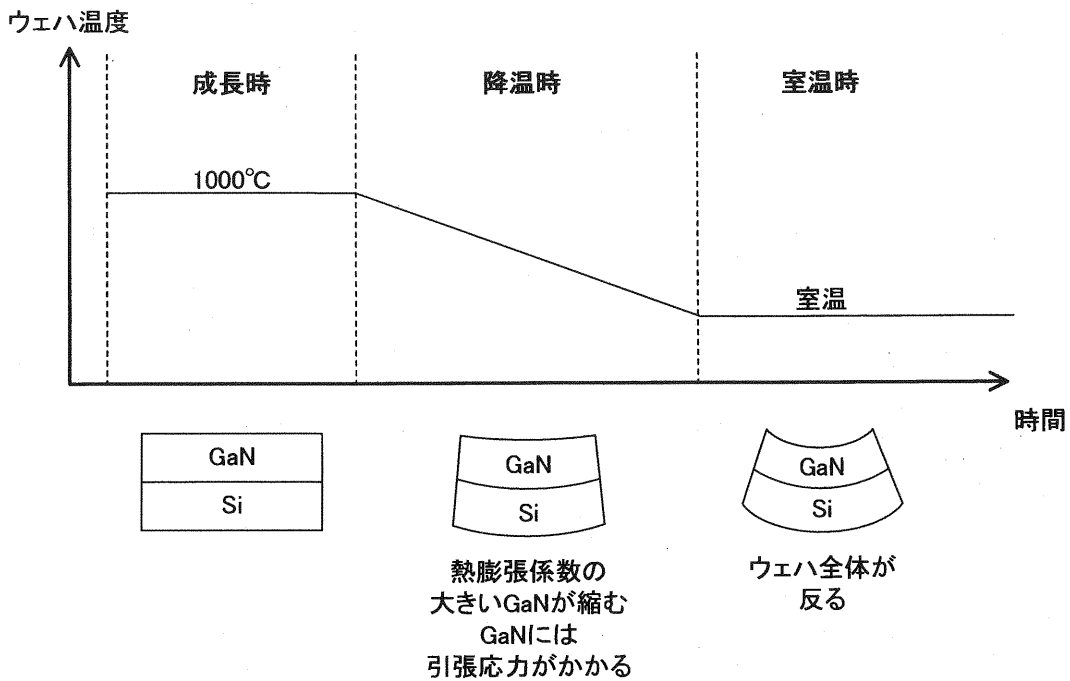 ウェハ温度
成長時
降温時
室温時
1000℃
室温
時間
GaN
Si
GaN
Si
GaN
Si
熱膨張係数の
大きいGaNが縮む
GaNには
引張応力がかかる
ウェハ全体が
反る